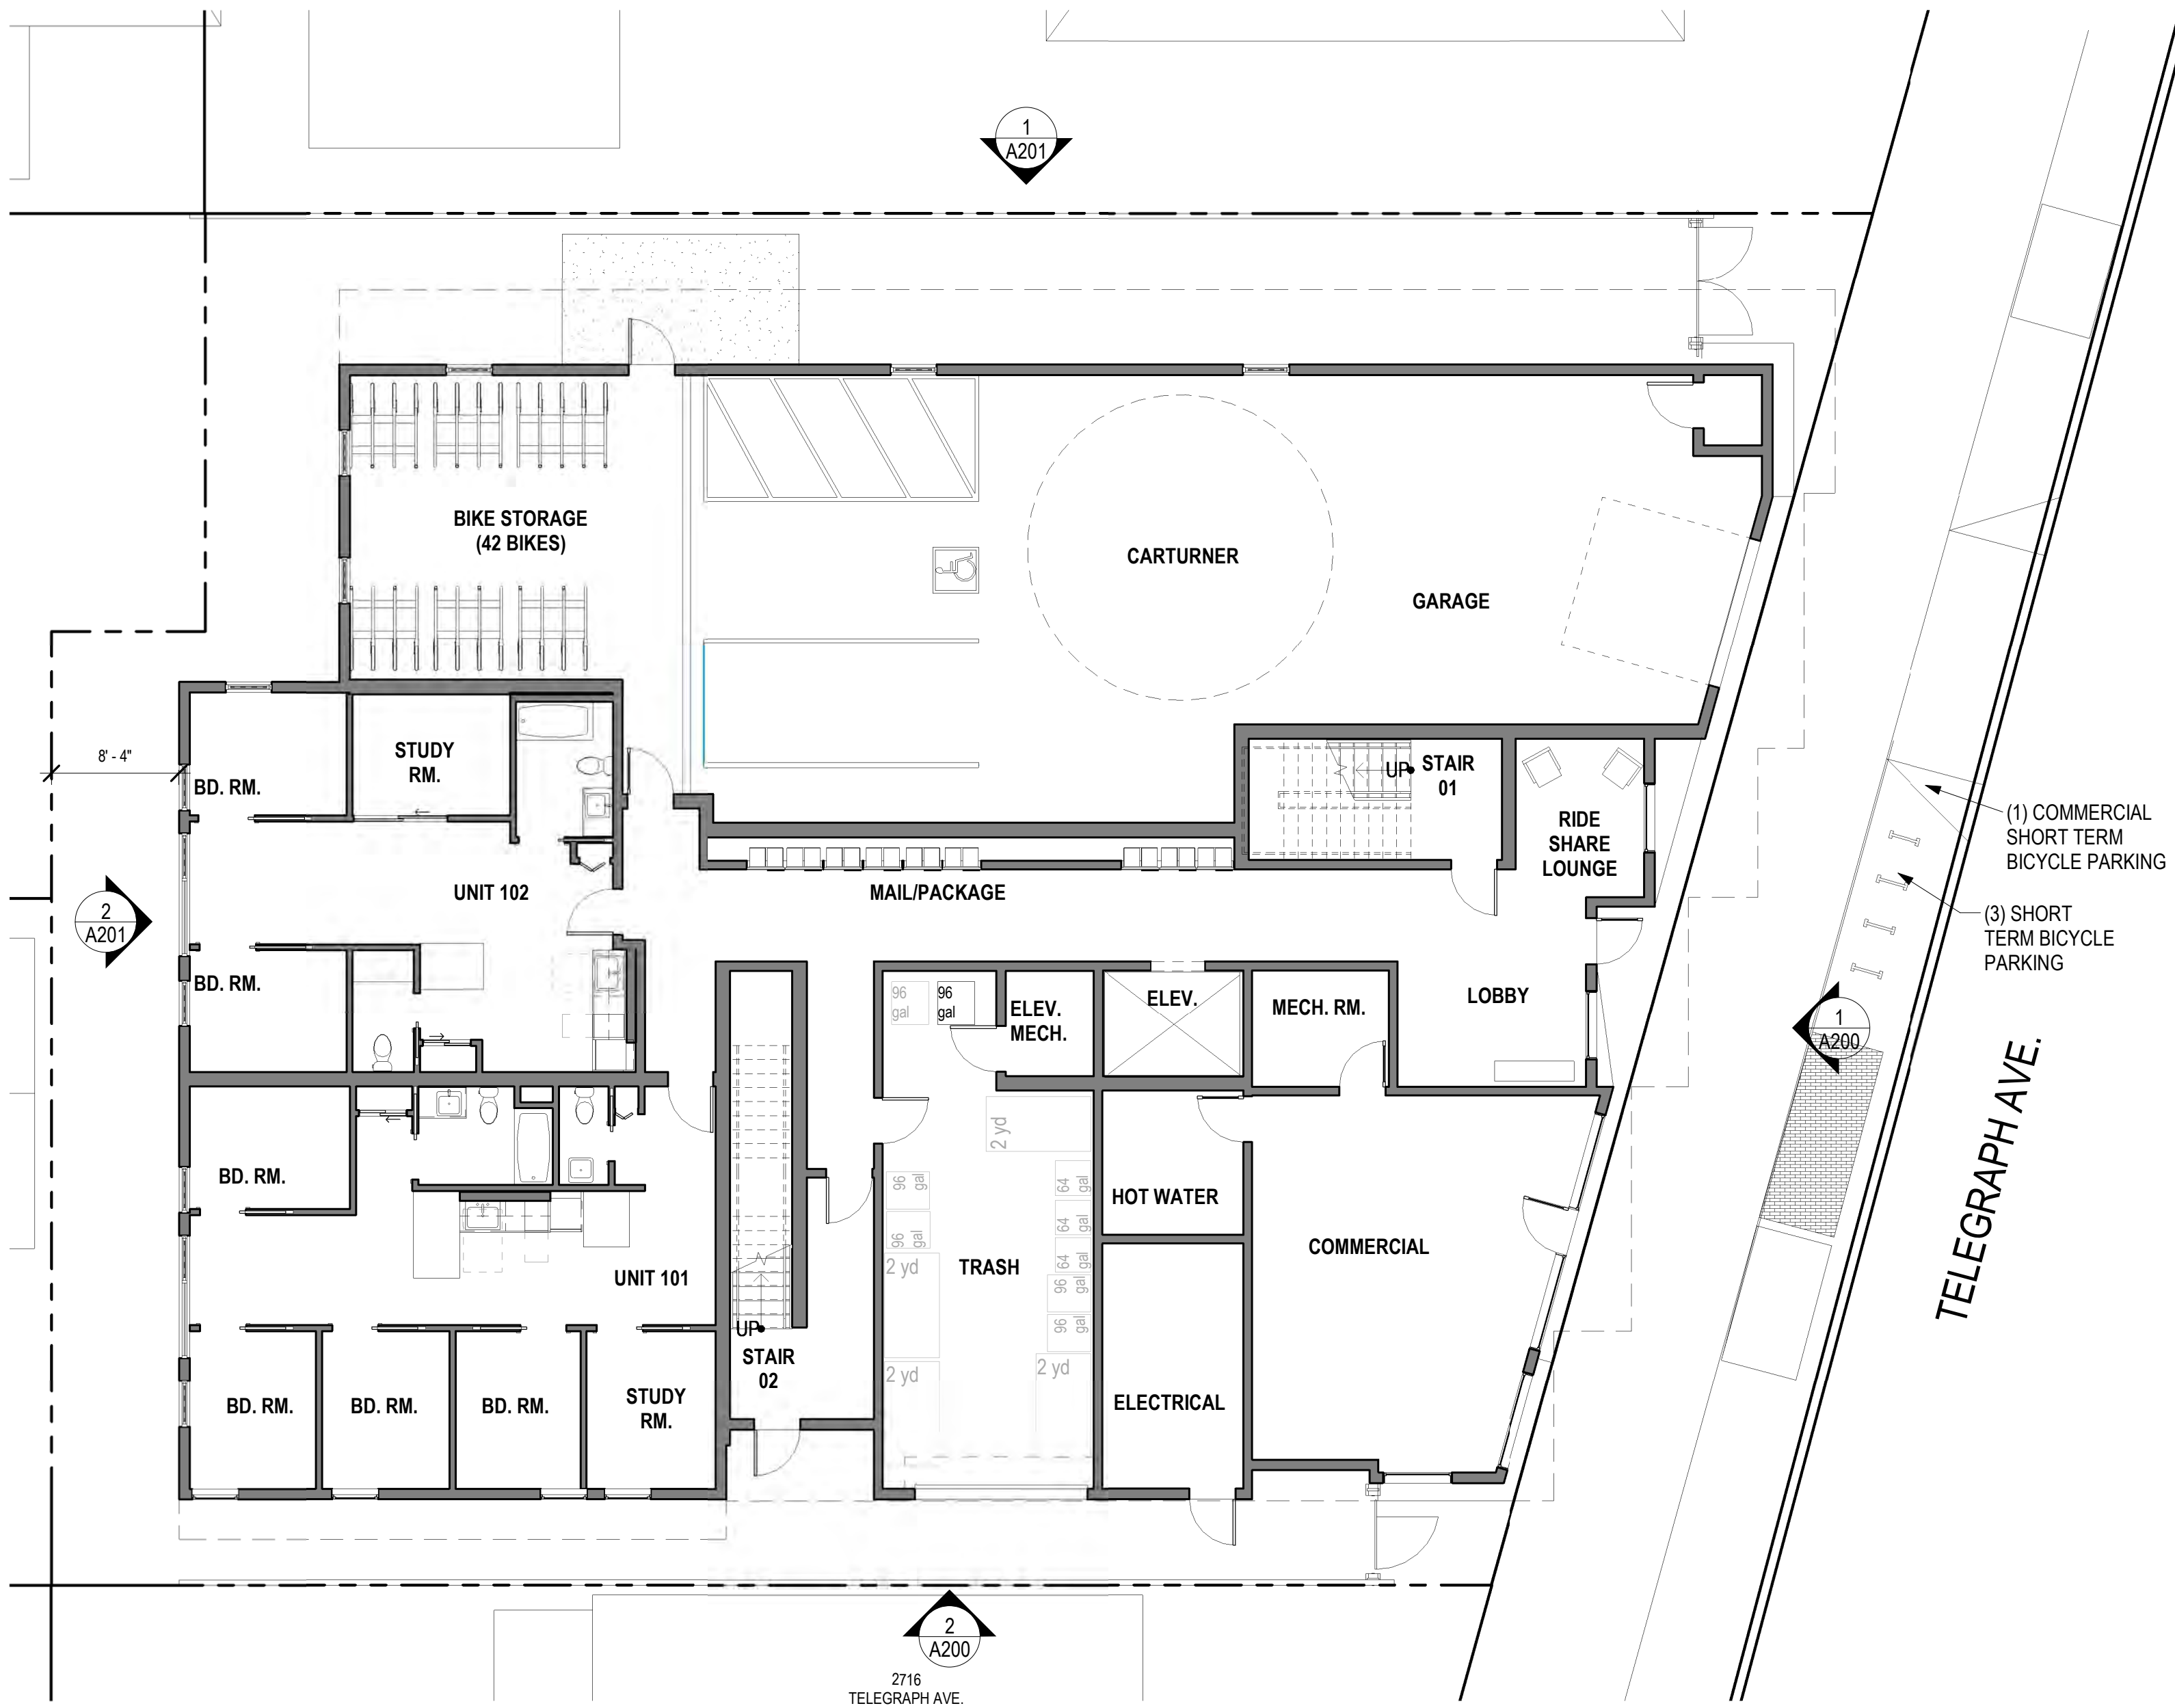 1
A201
BIKE STORAGE
(42 BIKES)
CARTURNER
GARAGE
8' - 4"
BD. RM.
STUDY
RM.
UP
STAIR
01
RIDE
SHARE
LOUNGE
(1) COMMERCIAL
SHORT TERM
BICYCLE PARKING
UNIT 102
MAIL/PACKAGE
2
A201
(3) SHORT
TERM BICYCLE
PARKING
BD. RM.
96
gal
96
gal
ELEV.
MECH.
ELEV.
MECH. RM.
LOBBY
1
A200
TELEGRAPH AVE.
2 yd
BD. RM.
96
gal
64
gal
HOT WATER
96
gal
64
gal
COMMERCIAL
UNIT 101
2 yd
TRASH
64
gal
96
gal
96
gal
UP
STAIR
02
2 yd
2 yd
BD. RM.
BD. RM.
BD. RM.
STUDY
RM.
ELECTRICAL
2
A200
2716
TELEGRAPH AVE.